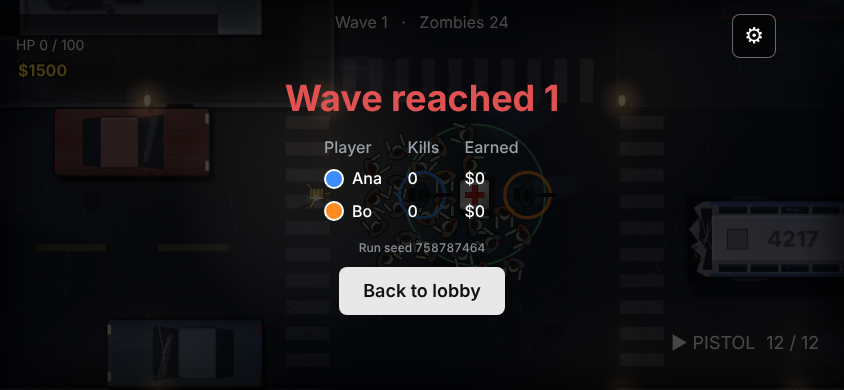 Wave 1 · Zombies 24
HP 0 / 100
$1500
Wave reached 1
Player Kills Earned
Ana 0 $0
Bo 0 $0
Run seed 758787464
Back to lobby
4217
▶ PISTOL 12 / 12